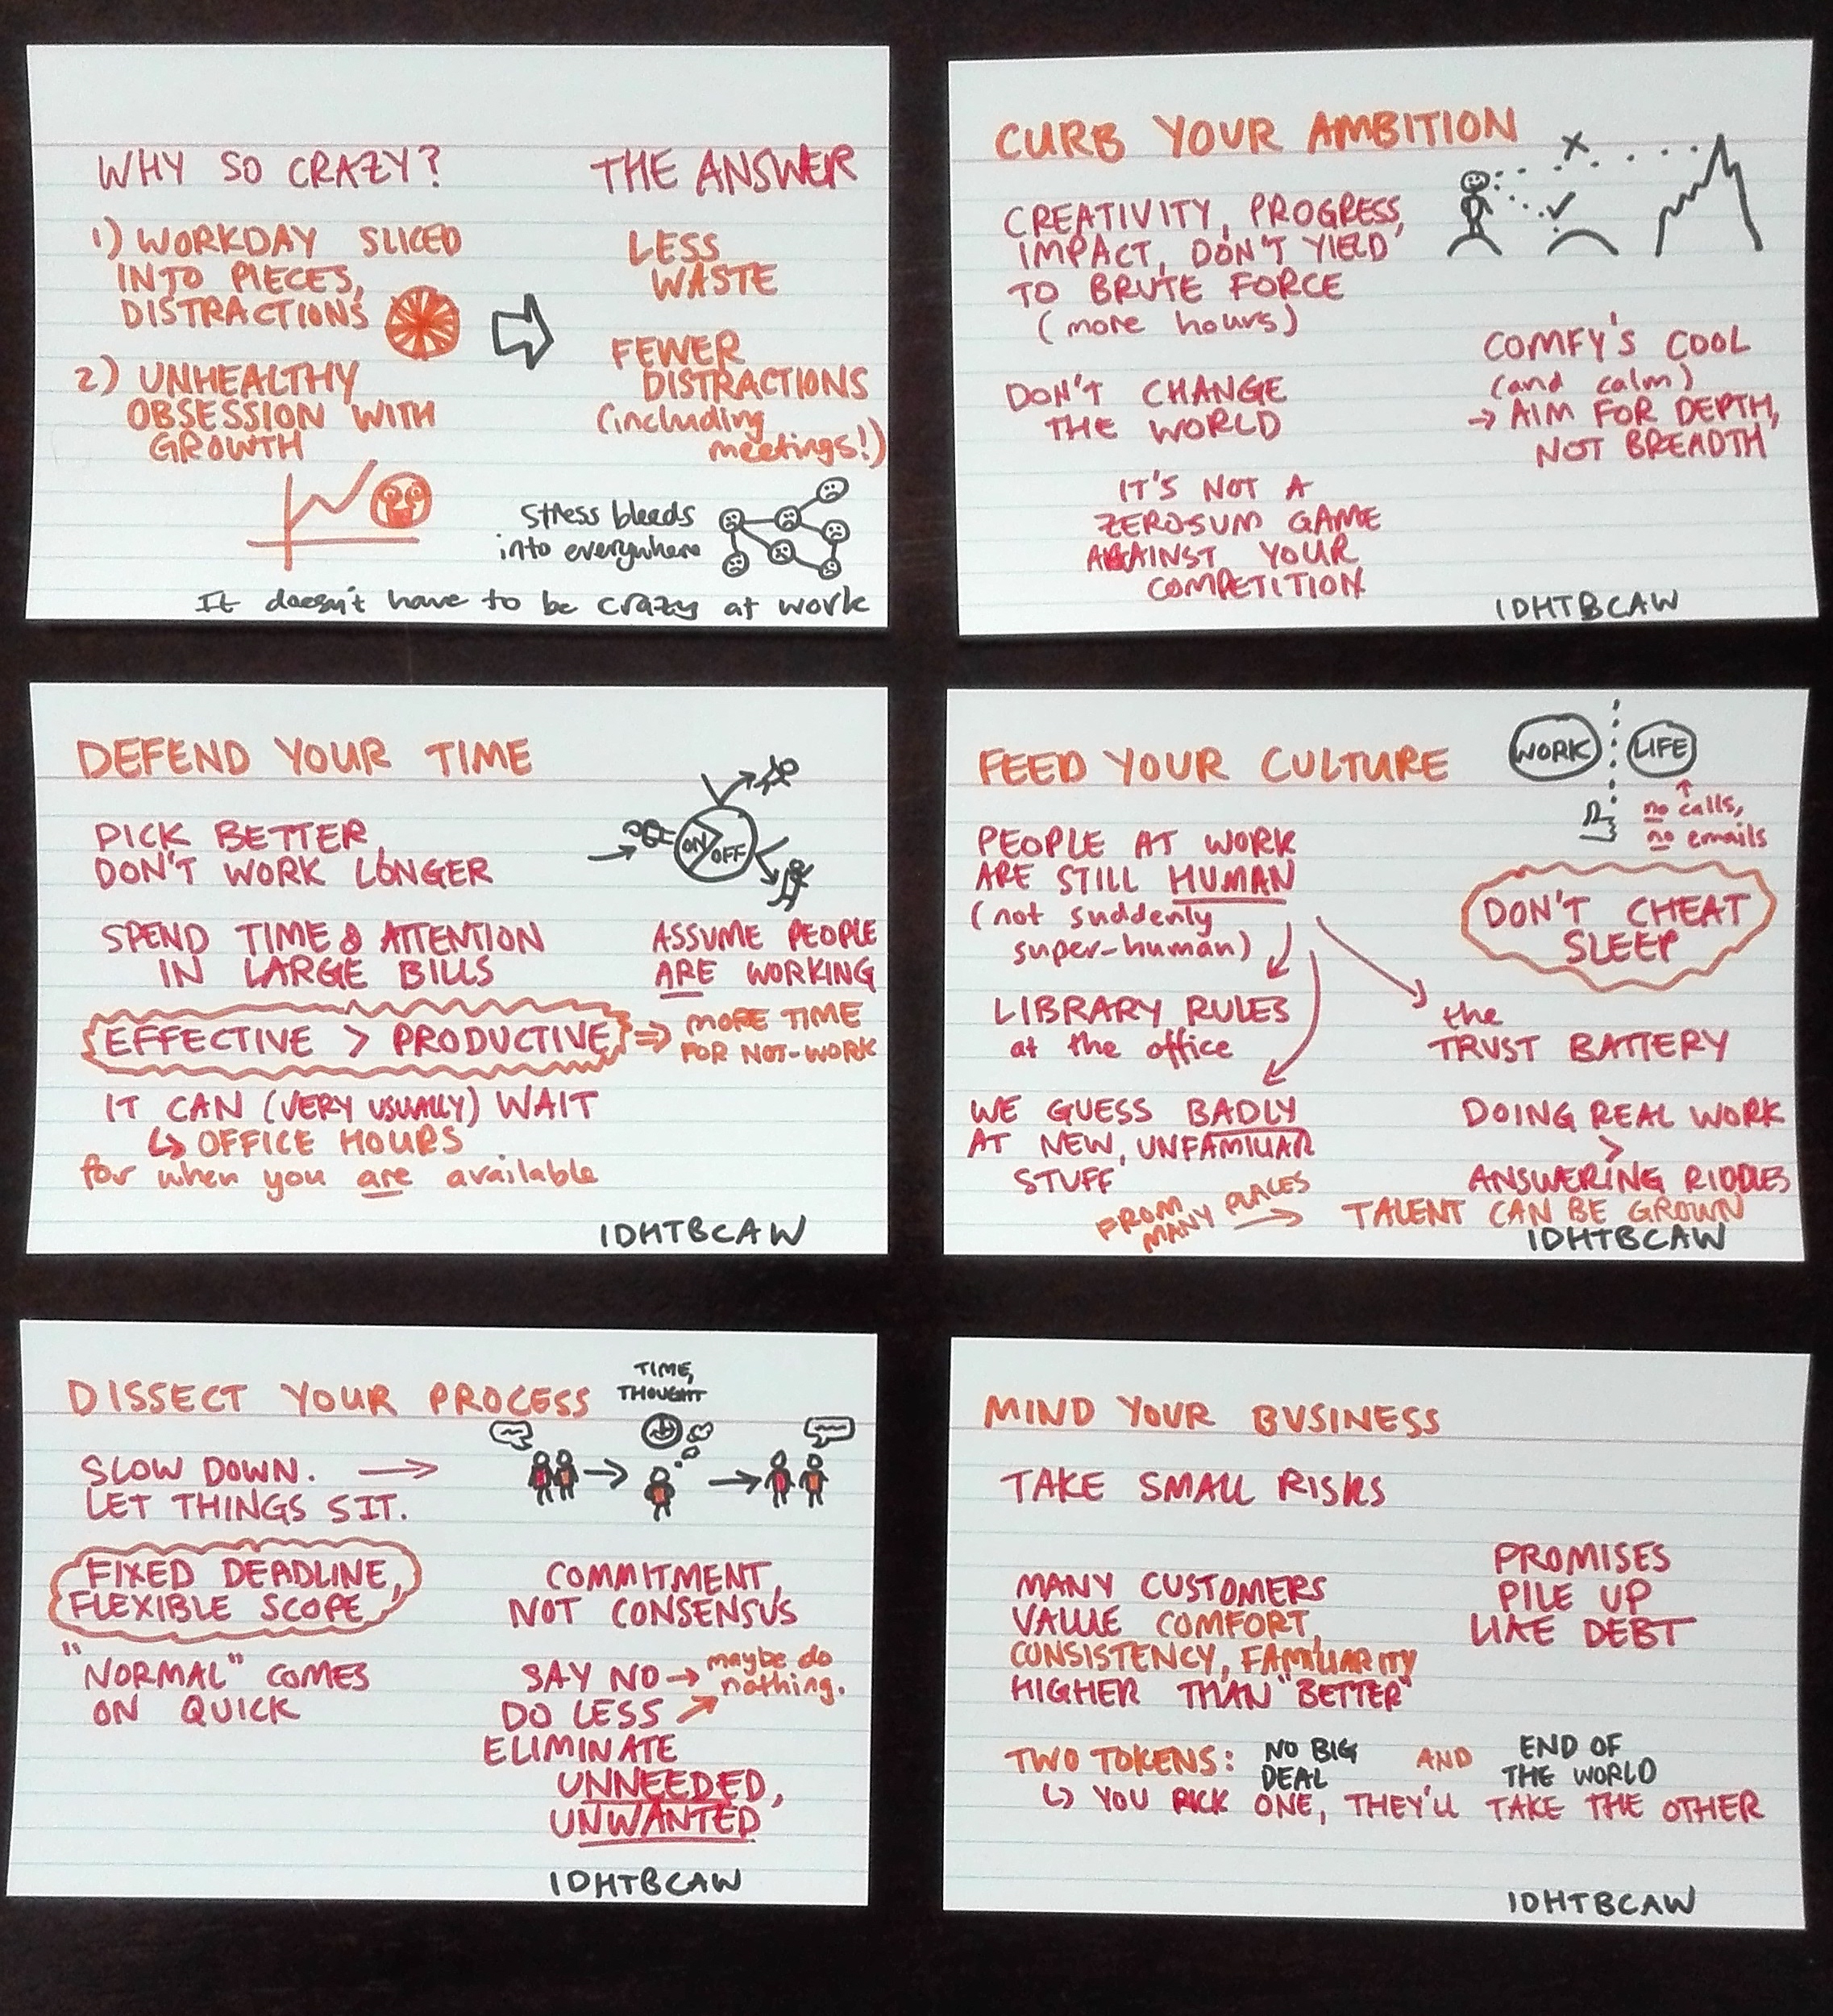 WHY SO CRAZY?
1) WORKDAY SLICED
INTO PIECES,
DISTRACTIONS
2) UNHEALTHY
OBSESSION WITH
GROWTH
THE ANSWER
LESS
WASTE
FEWER
DISTRACTIONS
(including
meetings!)
Stress bleeds
into everywhere
It doesn't have to be crazy at work
CURB YOUR AMBITION
CREATIVITY, PROGRESS,
IMPACT, DON'T YIELD
TO BRUTE FORCE
(more hours)
DON'T CHANGE
THE WORLD
IT'S NOT A
ZEROSUM GAME
AGAINST YOUR
COMPETITION
COMFY'S COOL
(and calm)
→ AIM FOR DEPTH,
NOT BREADTH
IDHTBCAW
DEFEND YOUR TIME
PICK BETTER,
DON'T WORK LONGER
ON
OFF
SPEND TIME & ATTENTION
IN LARGE BILLS
ASSUME PEOPLE
ARE WORKING
EFFECTIVE > PRODUCTIVE
⇒ MORE TIME
FOR NOT-WORK
IT CAN (VERY USUALLY) WAIT
↳ OFFICE HOURS
for when you are available
IDHTBCAW
FEED YOUR CULTURE
WORK
LIFE
no calls,
no emails
PEOPLE AT WORK
ARE STILL HUMAN
(not suddenly
super-human)
DON'T CHEAT
SLEEP
LIBRARY RULES
at the office
the
TRUST BATTERY
WE GUESS BADLY
AT NEW, UNFAMILIAR
STUFF
DOING REAL WORK
>
ANSWERING RIDDLES
FROM
MANY PLACES
→ TALENT CAN BE GROWN
IDHTBCAW
DISSECT YOUR PROCESS
TIME,
THOUGHT
SLOW DOWN. →
LET THINGS SIT.
FIXED DEADLINE,
FLEXIBLE SCOPE
"NORMAL" COMES
ON QUICK
COMMITMENT,
NOT CONSENSUS
SAY NO → maybe do
nothing.
DO LESS
ELIMINATE
UNNEEDED,
UNWANTED
IDHTBCAW
MIND YOUR BUSINESS
TAKE SMALL RISKS
MANY CUSTOMERS
VALUE COMFORT,
CONSISTENCY, FAMILIARITY
HIGHER THAN "BETTER"
PROMISES
PILE UP
LIKE DEBT
TWO TOKENS: NO BIG DEAL AND END OF THE WORLD
↳ YOU PICK ONE, THEY'LL TAKE THE OTHER
IDHTBCAW